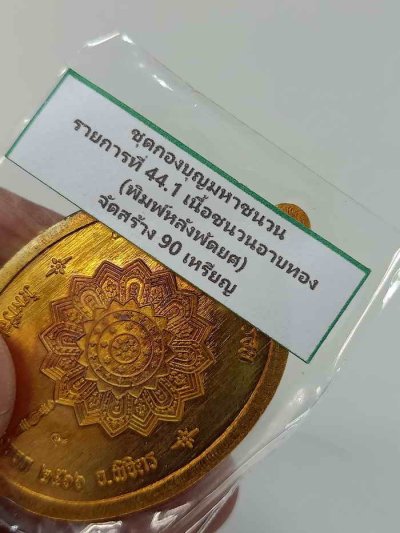 ชุดกองบุญมหาชนวน
รายการที่ 44.1 เนื้อชนวนอาบทอง
(พิมพ์หลังพัดยศ)
จัดสร้าง 90 เหรียญ
๒๕๖๖ จ.พิจิตร